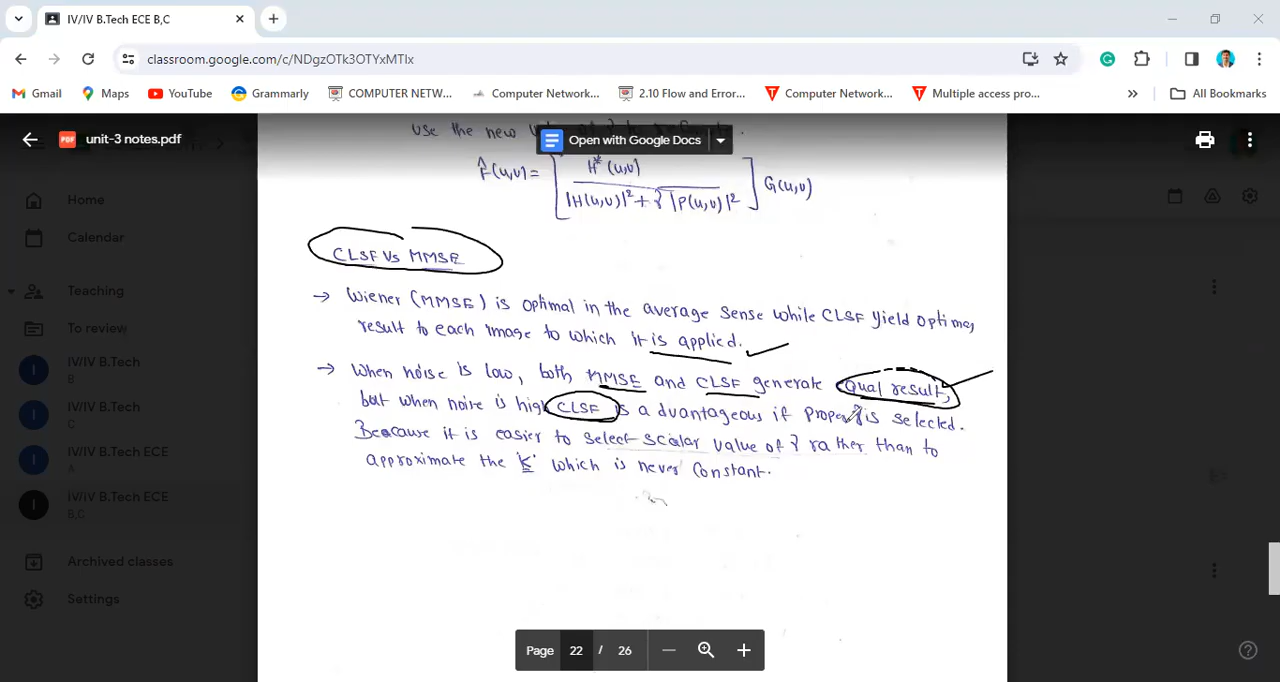 IV/IV B.Tech ECE B,C
classroom.google.com/c/NDgzOTk3OTYxMTIx
Gmail Maps YouTube Grammarly COMPUTER NETW... Computer Network... 2.10 Flow and Error... Computer Network... Multiple access pro... All Bookmarks
unit-3 notes.pdf
Use the new
Open with Google Docs
F̂(u,v) = [ H*(u,v) / |H(u,v)|² + γ |P(u,v)|² ] G(u,v)
CLSF Vs MMSE
→ Wiener (MMSE) is optimal in the average sense while CLSF yield optima,
result to each image to which it is applied.
→ When noise is low, both MMSE and CLSF generate Qual result,
but when noise is high CLSF is a advantageous if proper γ is selected.
Because it is easier to select scalar value of γ rather than to
approximate the 'K' which is never constant.
Home
Calendar
Teaching
To review
I IV/IV B.Tech
B
I IV/IV B.Tech
C
I IV/IV B.Tech ECE
A
I IV/IV B.Tech ECE
B,C
Archived classes
Settings
Page 22 / 26